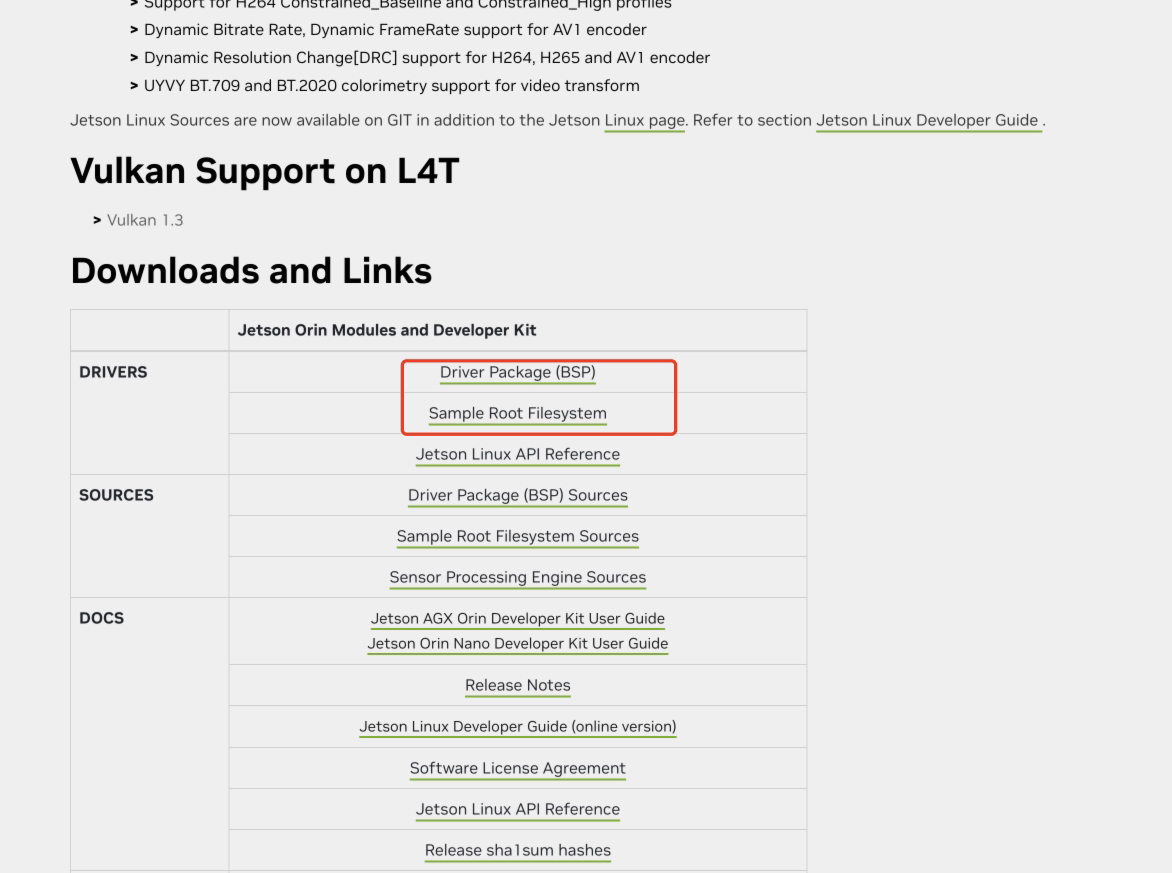 > Support for H264 Constrained_Baseline and Constrained_High profiles
> Dynamic Bitrate Rate, Dynamic FrameRate support for AV1 encoder
> Dynamic Resolution Change[DRC] support for H264, H265 and AV1 encoder
> UYVY BT.709 and BT.2020 colorimetry support for video transform
Jetson Linux Sources are now available on GIT in addition to the Jetson Linux page. Refer to section Jetson Linux Developer Guide .
Vulkan Support on L4T
> Vulkan 1.3
Downloads and Links
Jetson Orin Modules and Developer Kit
DRIVERS
Driver Package (BSP)
Sample Root Filesystem
Jetson Linux API Reference
SOURCES
Driver Package (BSP) Sources
Sample Root Filesystem Sources
Sensor Processing Engine Sources
DOCS
Jetson AGX Orin Developer Kit User Guide
Jetson Orin Nano Developer Kit User Guide
Release Notes
Jetson Linux Developer Guide (online version)
Software License Agreement
Jetson Linux API Reference
Release sha1sum hashes